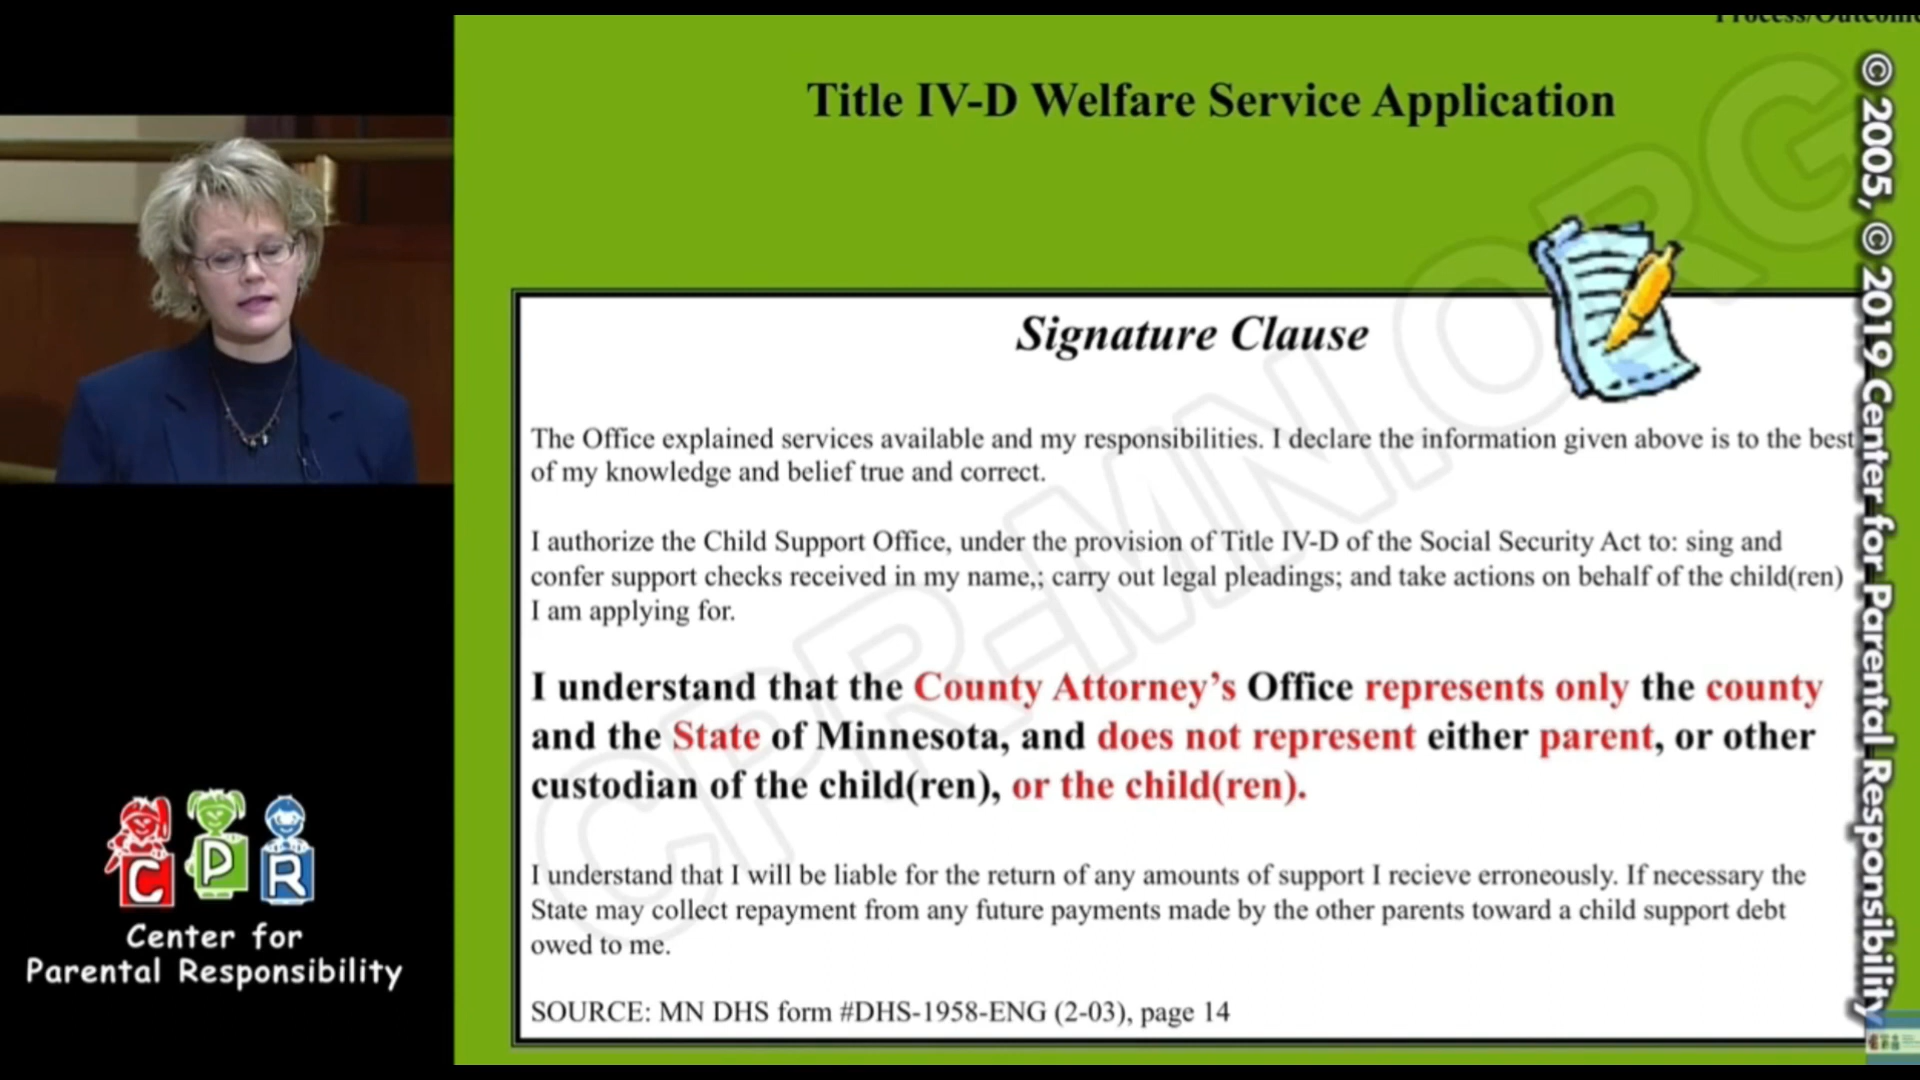 Process/Outcome
Title IV-D Welfare Service Application
Signature Clause
The Office explained services available and my responsibilities. I declare the information given above is to the best
of my knowledge and belief true and correct.
I authorize the Child Support Office, under the provision of Title IV-D of the Social Security Act to: sing and
confer support checks received in my name,; carry out legal pleadings; and take actions on behalf of the child(ren)
I am applying for.
I understand that the County Attorney’s Office represents only the county
and the State of Minnesota, and does not represent either parent, or other
custodian of the child(ren), or the child(ren).
I understand that I will be liable for the return of any amounts of support I recieve erroneously. If necessary the
State may collect repayment from any future payments made by the other parents toward a child support debt
owed to me.
SOURCE: MN DHS form #DHS-1958-ENG (2-03), page 14
CPR-MN.ORG
© 2005, © 2019 Center for Parental Responsibility
CPR
Center for
Parental Responsibility